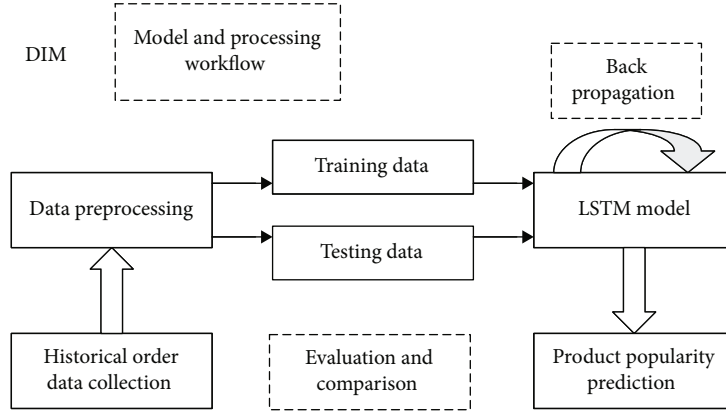 DIM
Model and processing
workflow
Back
propagation
Training data
Data preprocessing
LSTM model
Testing data
Historical order
data collection
Evaluation and
comparison
Product popularity
prediction